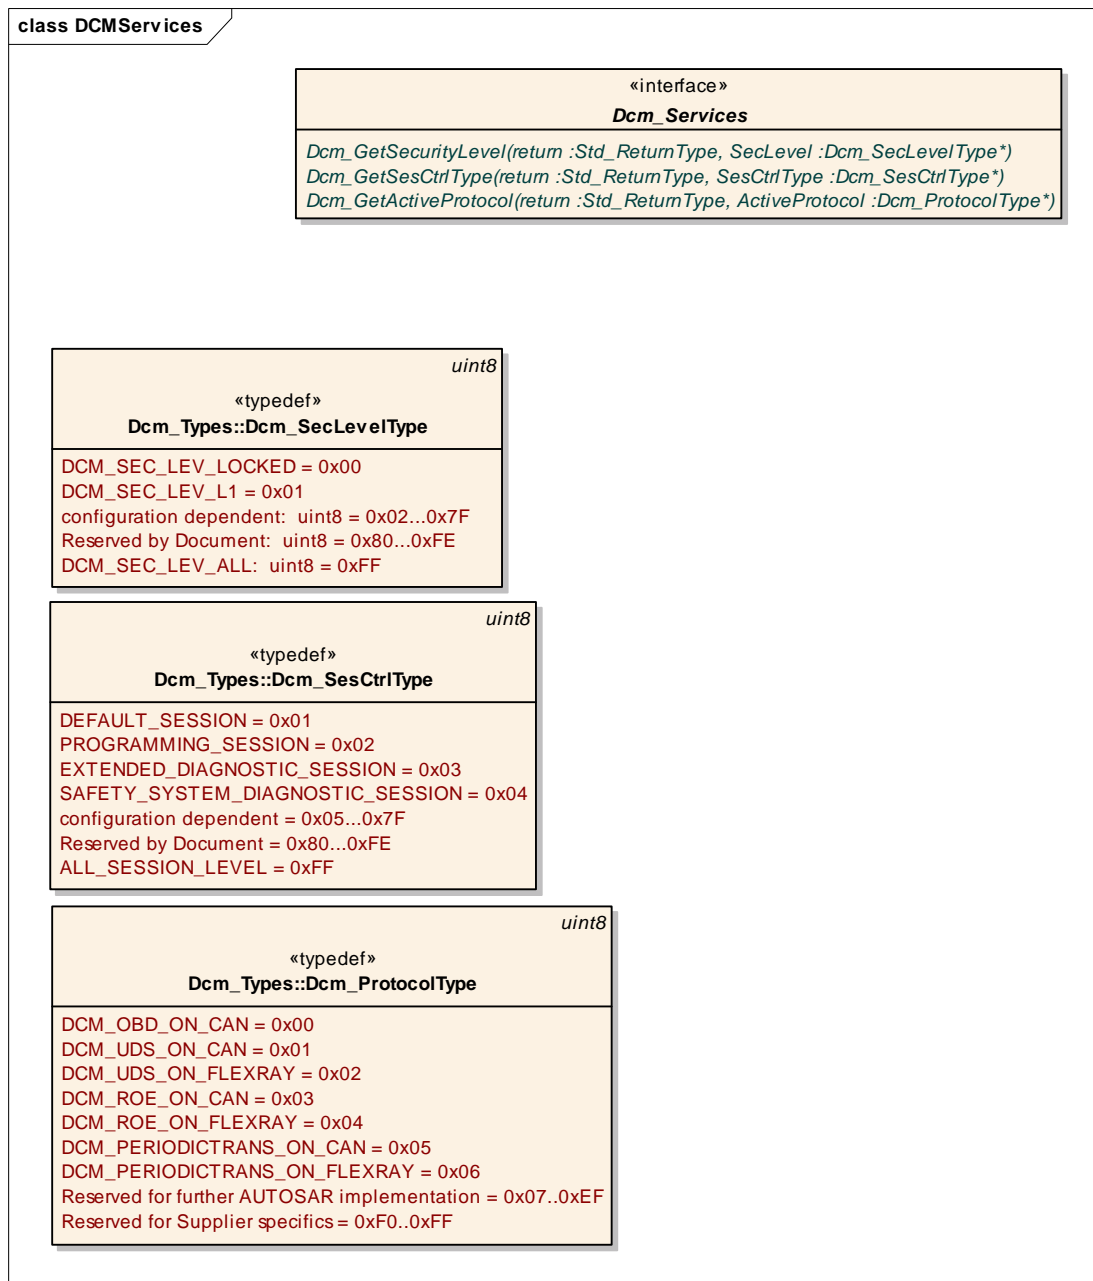 class DCMServices
«interface»
Dcm_Services
Dcm_GetSecurityLevel(return :Std_ReturnType, SecLevel :Dcm_SecLevelType*)
Dcm_GetSesCtrlType(return :Std_ReturnType, SesCtrlType :Dcm_SesCtrlType*)
Dcm_GetActiveProtocol(return :Std_ReturnType, ActiveProtocol :Dcm_ProtocolType*)
uint8
«typedef»
Dcm_Types::Dcm_SecLevelType
DCM_SEC_LEV_LOCKED = 0x00
DCM_SEC_LEV_L1 = 0x01
configuration dependent: uint8 = 0x02...0x7F
Reserved by Document: uint8 = 0x80...0xFE
DCM_SEC_LEV_ALL: uint8 = 0xFF
uint8
«typedef»
Dcm_Types::Dcm_SesCtrlType
DEFAULT_SESSION = 0x01
PROGRAMMING_SESSION = 0x02
EXTENDED_DIAGNOSTIC_SESSION = 0x03
SAFETY_SYSTEM_DIAGNOSTIC_SESSION = 0x04
configuration dependent = 0x05...0x7F
Reserved by Document = 0x80...0xFE
ALL_SESSION_LEVEL = 0xFF
uint8
«typedef»
Dcm_Types::Dcm_ProtocolType
DCM_OBD_ON_CAN = 0x00
DCM_UDS_ON_CAN = 0x01
DCM_UDS_ON_FLEXRAY = 0x02
DCM_ROE_ON_CAN = 0x03
DCM_ROE_ON_FLEXRAY = 0x04
DCM_PERIODICTRANS_ON_CAN = 0x05
DCM_PERIODICTRANS_ON_FLEXRAY = 0x06
Reserved for further AUTOSAR implementation = 0x07..0xEF
Reserved for Supplier specifics = 0xF0..0xFF